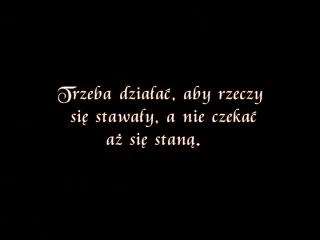 Trzeba działać, aby rzeczy
się stawały, a nie czekać
aż się staną.